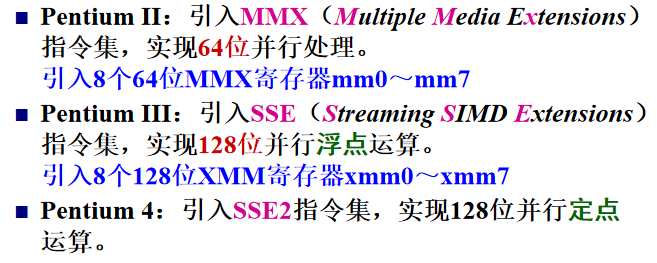 Pentium II：引入MMX（Multiple Media Extensions）
指令集，实现64位并行处理。
引入8个64位MMX寄存器mm0～mm7
Pentium III：引入SSE（Streaming SIMD Extensions）
指令集，实现128位并行浮点运算。
引入8个128位XMM寄存器xmm0～xmm7
Pentium 4：引入SSE2指令集，实现128位并行定点
运算。